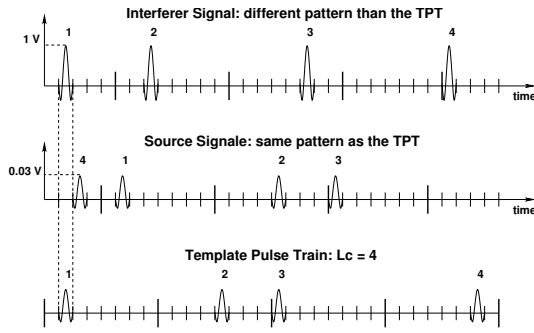 Interferer Signal: different pattern than the TPT
1 V
1 2 3 4
time
Source Signale: same pattern as the TPT
0.03 V
4 1 2 3
time
Template Pulse Train: Lc = 4
1 2 3 4